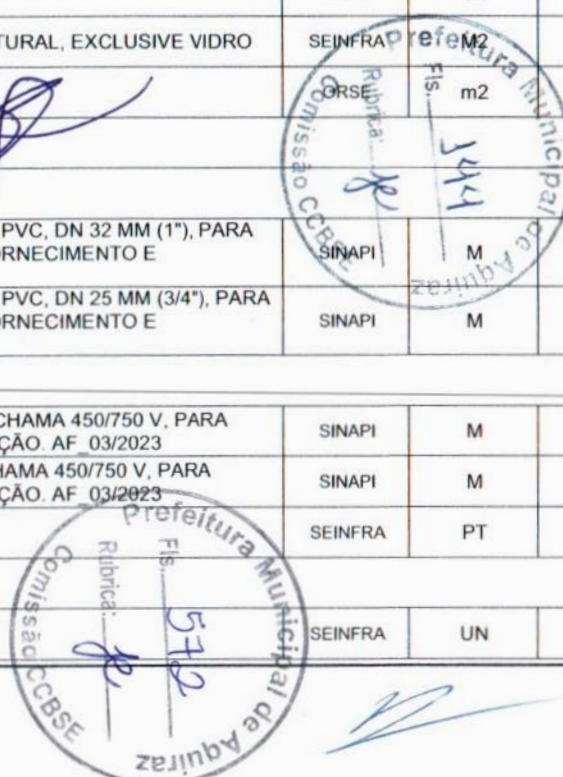 TURAL, EXCLUSIVE VIDRO SEINFRA M2
ORSE m2
PVC, DN 32 MM (1"), PARA
RNECIMENTO E SINAPI M
PVC, DN 25 MM (3/4"), PARA
RNECIMENTO E SINAPI M
Prefeitura Municipal de Aquiraz
Comissão CCBSE
Fls. 344
Rubrica:
CHAMA 450/750 V, PARA
ÇÃO. AF_03/2023 SINAPI M
HAMA 450/750 V, PARA
ÇÃO. AF_03/2023 SINAPI M
SEINFRA PT
SEINFRA UN
Prefeitura Municipal de Aquiraz
Comissão CCBSE
Fls. 572
Rubrica: